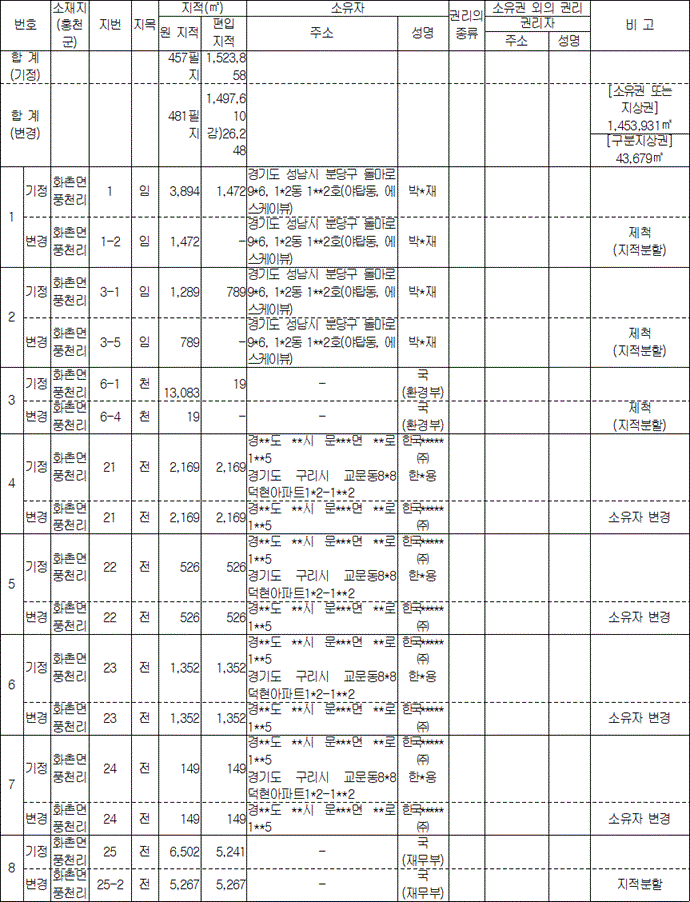 번호 소재지(홍천군) 지번 지목 지적(㎡) 원 지적 편입 지적 소유자 주소 성명 권리의 종류 소유권 외의 권리 권리자 주소 성명 비 고
합 계 (기정) 457필지 1,523,858
합 계 (변경) 481필지 1,497,610 감)26,248 [소유권 또는 지상권] 1,453,931㎡ [구분지상권] 43,679㎡
1 기정 화촌면 풍천리 1 임 3,894 1,472 경기도 성남시 분당구 돌마로 9*6, 1*2동 1**2호(야탑동, 에스케이뷰) 박*재
변경 화촌면 풍천리 1-2 임 1,472 - 경기도 성남시 분당구 돌마로 9*6, 1*2동 1**2호(야탑동, 에스케이뷰) 박*재 제척 (지적분할)
2 기정 화촌면 풍천리 3-1 임 1,289 789 경기도 성남시 분당구 돌마로 9*6, 1*2동 1**2호(야탑동, 에스케이뷰) 박*재
변경 화촌면 풍천리 3-5 임 789 - 경기도 성남시 분당구 돌마로 9*6, 1*2동 1**2호(야탑동, 에스케이뷰) 박*재 제척 (지적분할)
3 기정 화촌면 풍천리 6-1 천 13,083 19 - 국 (환경부)
변경 화촌면 풍천리 6-4 천 19 - - 국 (환경부) 제척 (지적분할)
4 기정 화촌면 풍천리 21 전 2,169 2,169 경**도 **시 문***면 **로 1**5 한국***** ㈜ 경기도 구리시 교문동8*8 덕현아파트1*2-1**2 한*용
변경 화촌면 풍천리 21 전 2,169 2,169 경**도 **시 문***면 **로 1**5 한국***** ㈜ 소유자 변경
5 기정 화촌면 풍천리 22 전 526 526 경**도 **시 문***면 **로 1**5 한국***** ㈜ 경기도 구리시 교문동8*8 덕현아파트1*2-1**2 한*용
변경 화촌면 풍천리 22 전 526 526 경**도 **시 문***면 **로 1**5 한국***** ㈜ 소유자 변경
6 기정 화촌면 풍천리 23 전 1,352 1,352 경**도 **시 문***면 **로 1**5 한국***** ㈜ 경기도 구리시 교문동8*8 덕현아파트1*2-1**2 한*용
변경 화촌면 풍천리 23 전 1,352 1,352 경**도 **시 문***면 **로 1**5 한국***** ㈜ 소유자 변경
7 기정 화촌면 풍천리 24 전 149 149 경**도 **시 문***면 **로 1**5 한국***** ㈜ 경기도 구리시 교문동8*8 덕현아파트1*2-1**2 한*용
변경 화촌면 풍천리 24 전 149 149 경**도 **시 문***면 **로 1**5 한국***** ㈜ 소유자 변경
8 기정 화촌면 풍천리 25 전 6,502 5,241 - 국 (재무부)
변경 화촌면 풍천리 25-2 전 5,267 5,267 - 국 (재무부) 지적분할